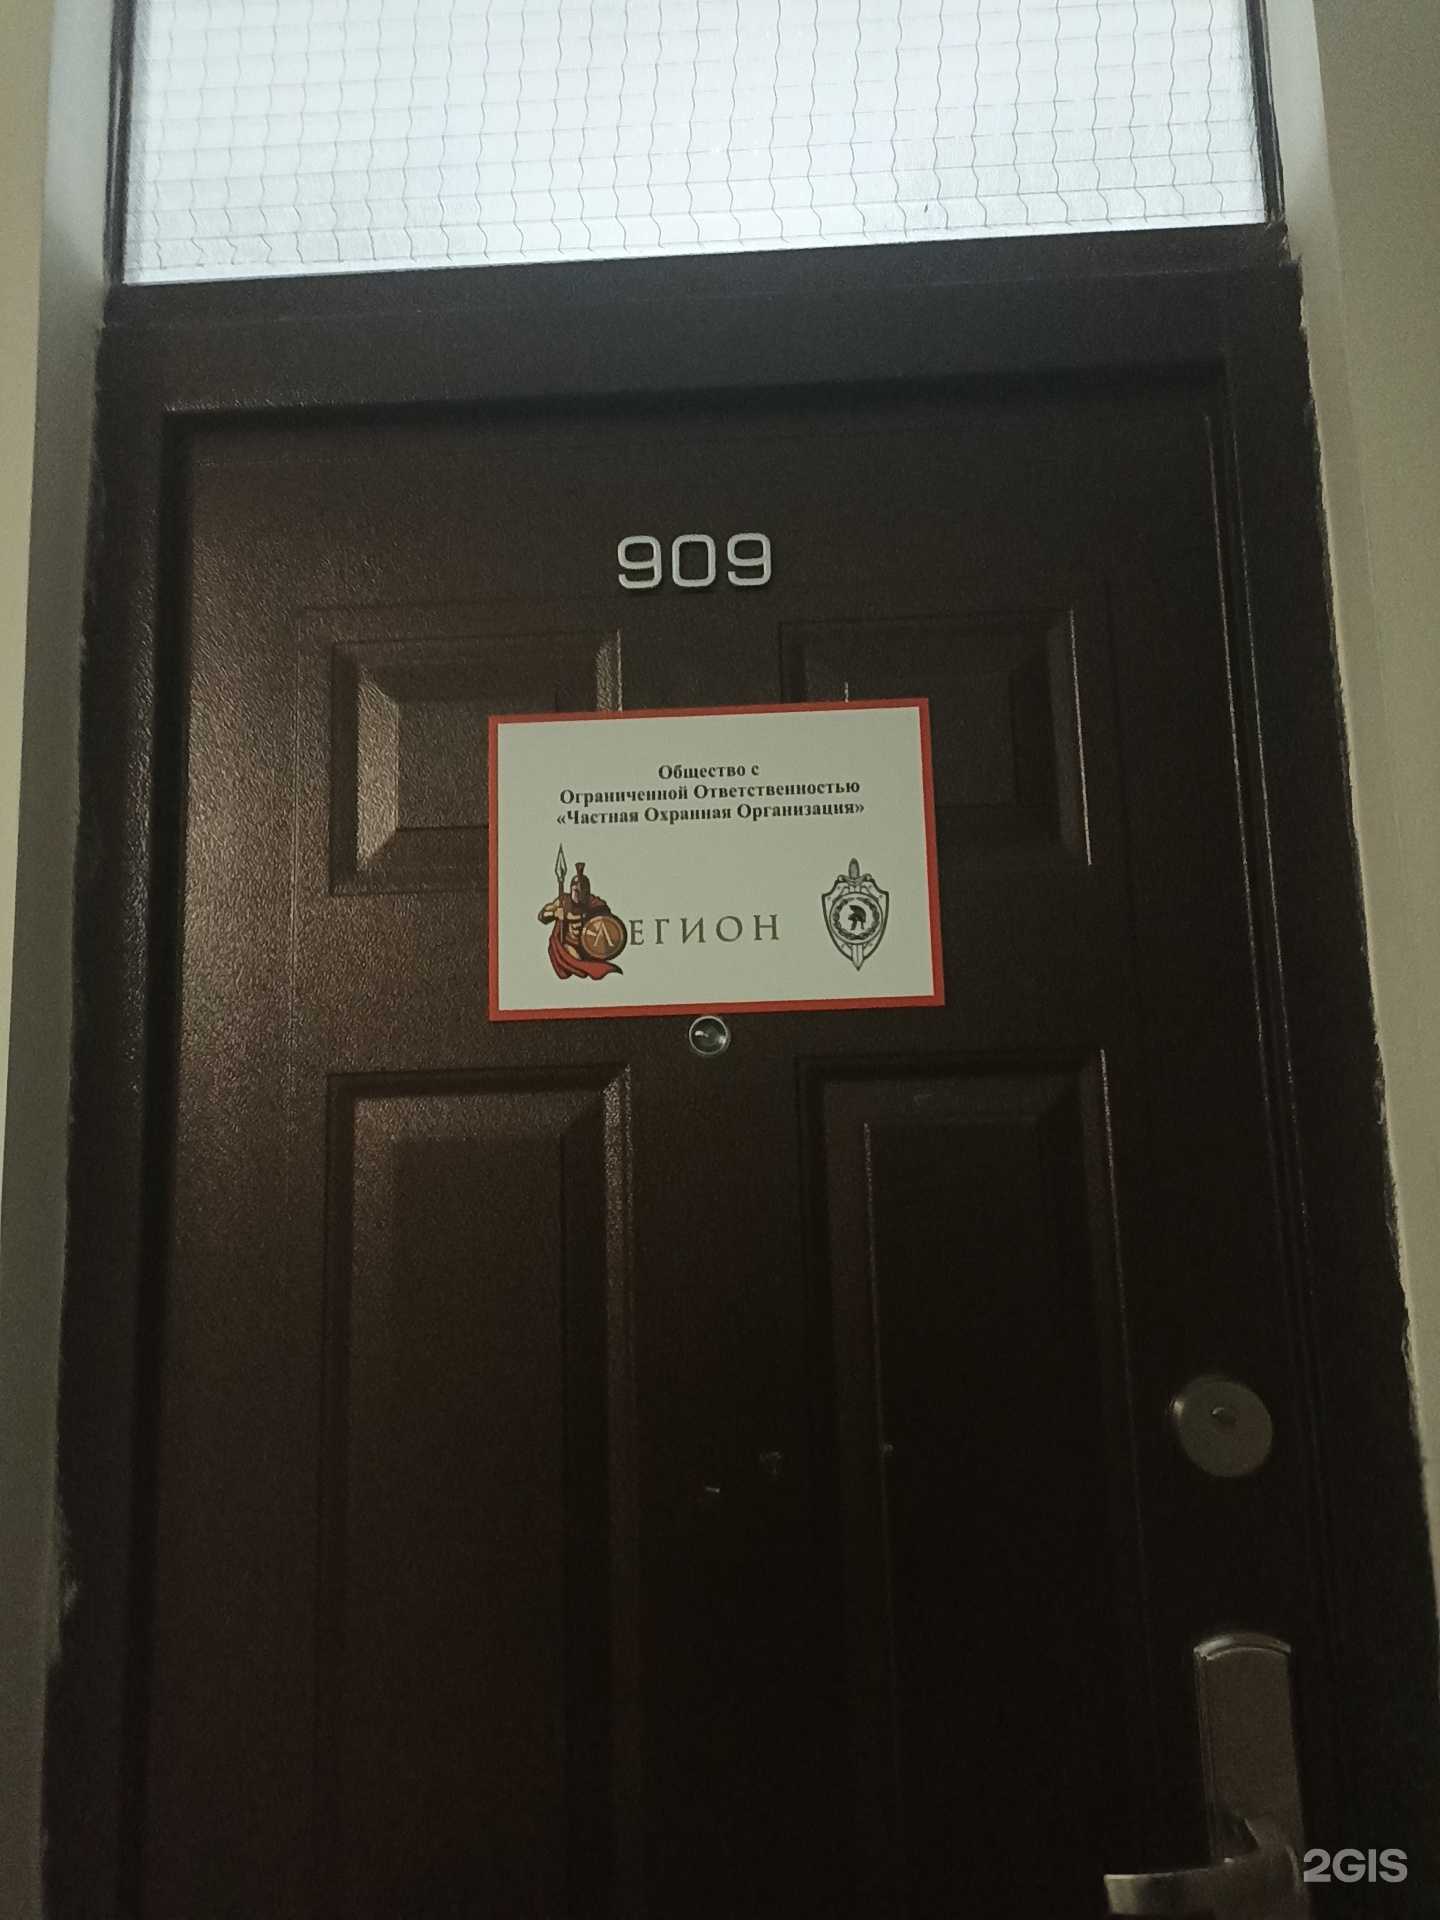 909
Общество с
Ограниченной Ответственностью
«Частная Охранная Организация»
ЛЕГИОН
2GIS